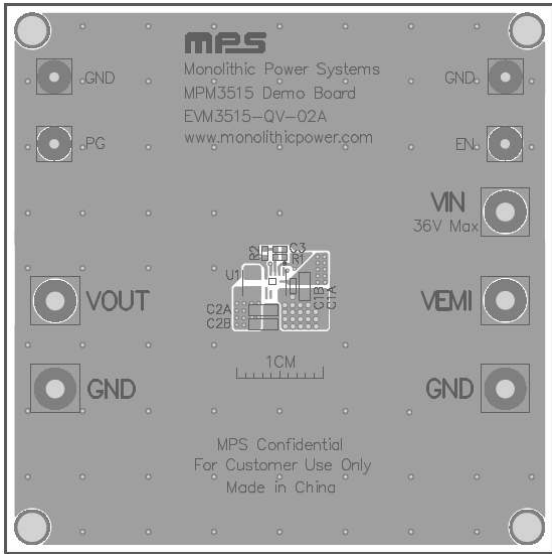 mps
Monolithic Power Systems
MPM3515 Demo Board
EVM3515-QV-02A
www.monolithicpower.com
GND
GND
PG
EN
VIN
36V Max
R2
C3
R1
U1
C1B
C1A
C2A
C2B
VOUT
VEMI
1CM
GND
GND
MPS Confidential
For Customer Use Only
Made in China